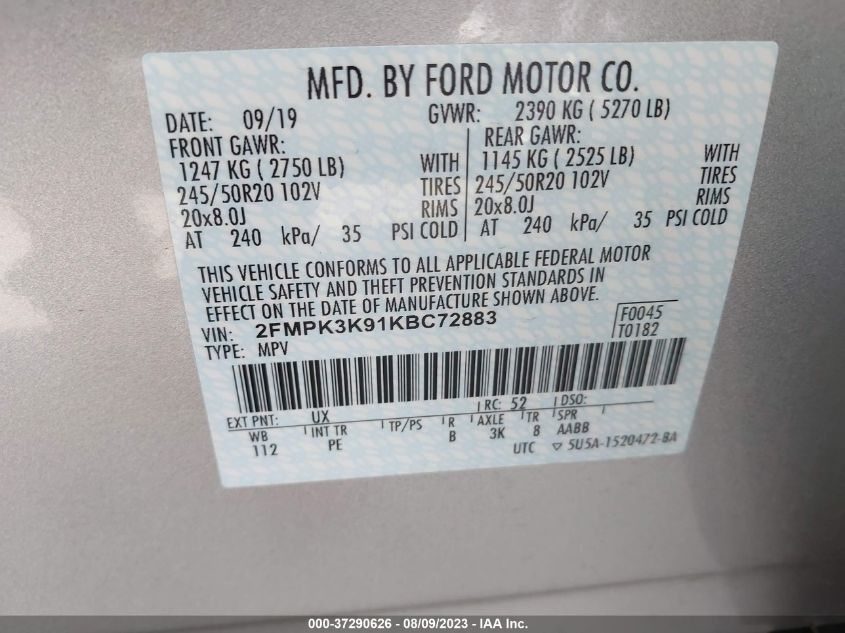 MFD. BY FORD MOTOR CO.
DATE: 09/19 GVWR: 2390 KG ( 5270 LB)
FRONT GAWR: REAR GAWR:
1247 KG ( 2750 LB) WITH 1145 KG ( 2525 LB) WITH
245/50R20 102V TIRES 245/50R20 102V TIRES
20x8.0J RIMS 20x8.0J RIMS
AT 240 kPa/ 35 PSI COLD AT 240 kPa/ 35 PSI COLD
THIS VEHICLE CONFORMS TO ALL APPLICABLE FEDERAL MOTOR
VEHICLE SAFETY AND THEFT PREVENTION STANDARDS IN
EFFECT ON THE DATE OF MANUFACTURE SHOWN ABOVE.
VIN: 2FMPK3K91KBC72883 F0045
TYPE: MPV T0182
EXT PNT: UX RC: 52 DSO:
WB INT TR TP/PS R AXLE TR SPR
112 PE B 3K 8 AABB
UTC ▽ 5U5A-1520472-BA
000-37290626 - 08/09/2023 - IAA Inc.